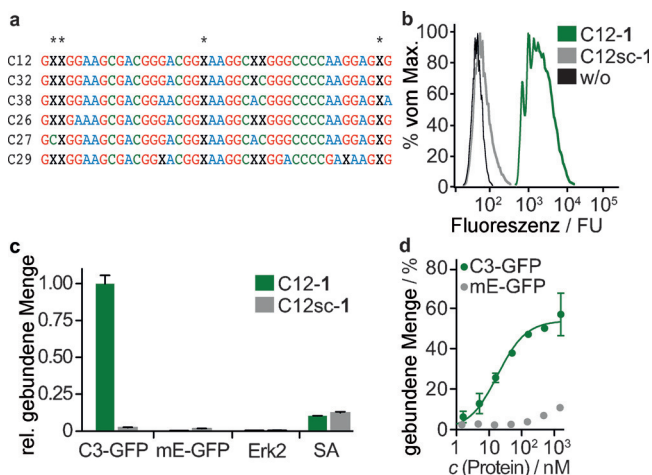 a
* * * *
C12 GXXGGAAGCGACGGGACGGXAAGGCXXGGGCCCCAAGGAGXG
C32 GXXGGAAGCGACGGGACGGXAAGGCXCGGGCCCCAAGGAGXG
C38 GXXGGAAGCGACGGAACGGXAAGGCACGGGCCCCAAGGAGXA
C26 GXXGAAAGCGACGGGACGGXAAGGCXXGGGCCCCAAGGAGXG
C27 GCXGGAAGCGACGGGACGGXAAGGCACGGGCCCCAAGGAGXG
C29 GXXGGAAGCGACGGXACGGXAAGGCXXGGACCCCGAXAAGXG
b
% vom Max.
100
80
60
40
20
0
10² 10³ 10⁴ 10⁵
Fluoreszenz / FU
C12-1
C12sc-1
w/o
c
rel. gebundene Menge
1.00
0.75
0.50
0.25
0
C3-GFP mE-GFP Erk2 SA
C12-1
C12sc-1
d
gebundene Menge / %
80
60
40
20
0
1 10¹ 10² 10³
c (Protein) / nM
C3-GFP
mE-GFP